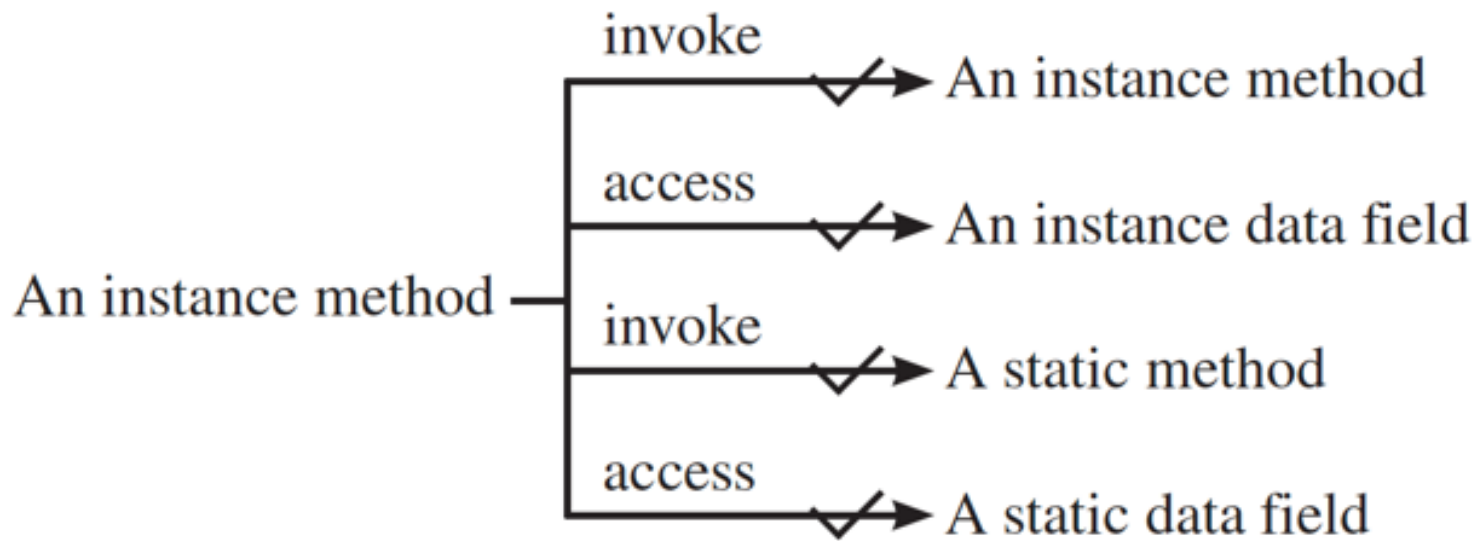 invoke
An instance method
access
An instance data field
An instance method
invoke
A static method
access
A static data field